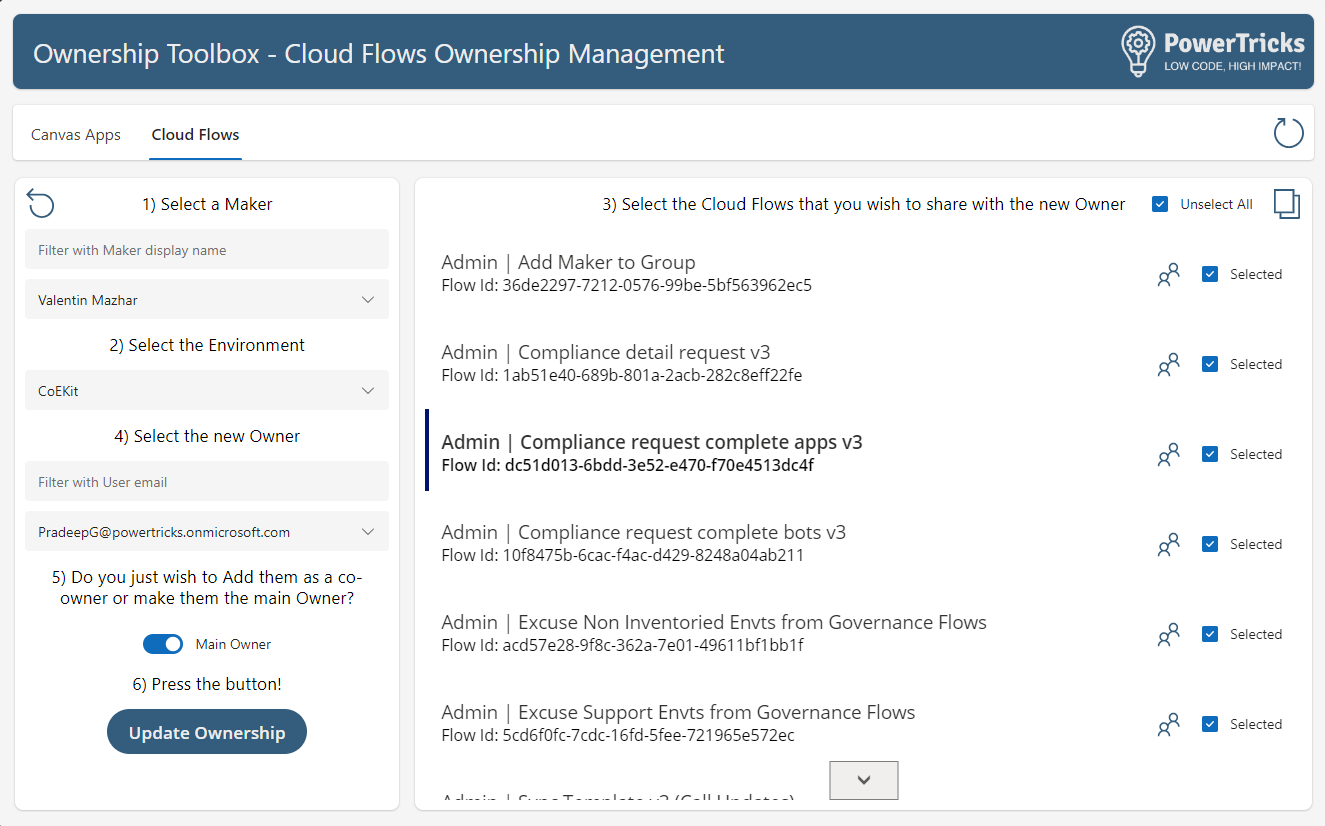 Ownership Toolbox - Cloud Flows Ownership Management
PowerTricks
LOW CODE, HIGH IMPACT!
Canvas Apps
Cloud Flows
1) Select a Maker
Filter with Maker display name
Valentin Mazhar
2) Select the Environment
CoEKit
4) Select the new Owner
Filter with User email
PradeepG@powertricks.onmicrosoft.com
5) Do you just wish to Add them as a co-
owner or make them the main Owner?
Main Owner
6) Press the button!
Update Ownership
3) Select the Cloud Flows that you wish to share with the new Owner
Unselect All
Admin | Add Maker to Group
Flow Id: 36de2297-7212-0576-99be-5bf563962ec5
Selected
Admin | Compliance detail request v3
Flow Id: 1ab51e40-689b-801a-2acb-282c8eff22fe
Selected
Admin | Compliance request complete apps v3
Flow Id: dc51d013-6bdd-3e52-e470-f70e4513dc4f
Selected
Admin | Compliance request complete bots v3
Flow Id: 10f8475b-6cac-f4ac-d429-8248a04ab211
Selected
Admin | Excuse Non Inventoried Envts from Governance Flows
Flow Id: acd57e28-9f8c-362a-7e01-49611bf1bb1f
Selected
Admin | Excuse Support Envts from Governance Flows
Flow Id: 5cd6f0fc-7cdc-16fd-5fee-721965e572ec
Selected
Admin | Sync Template v3 (Call Updates)